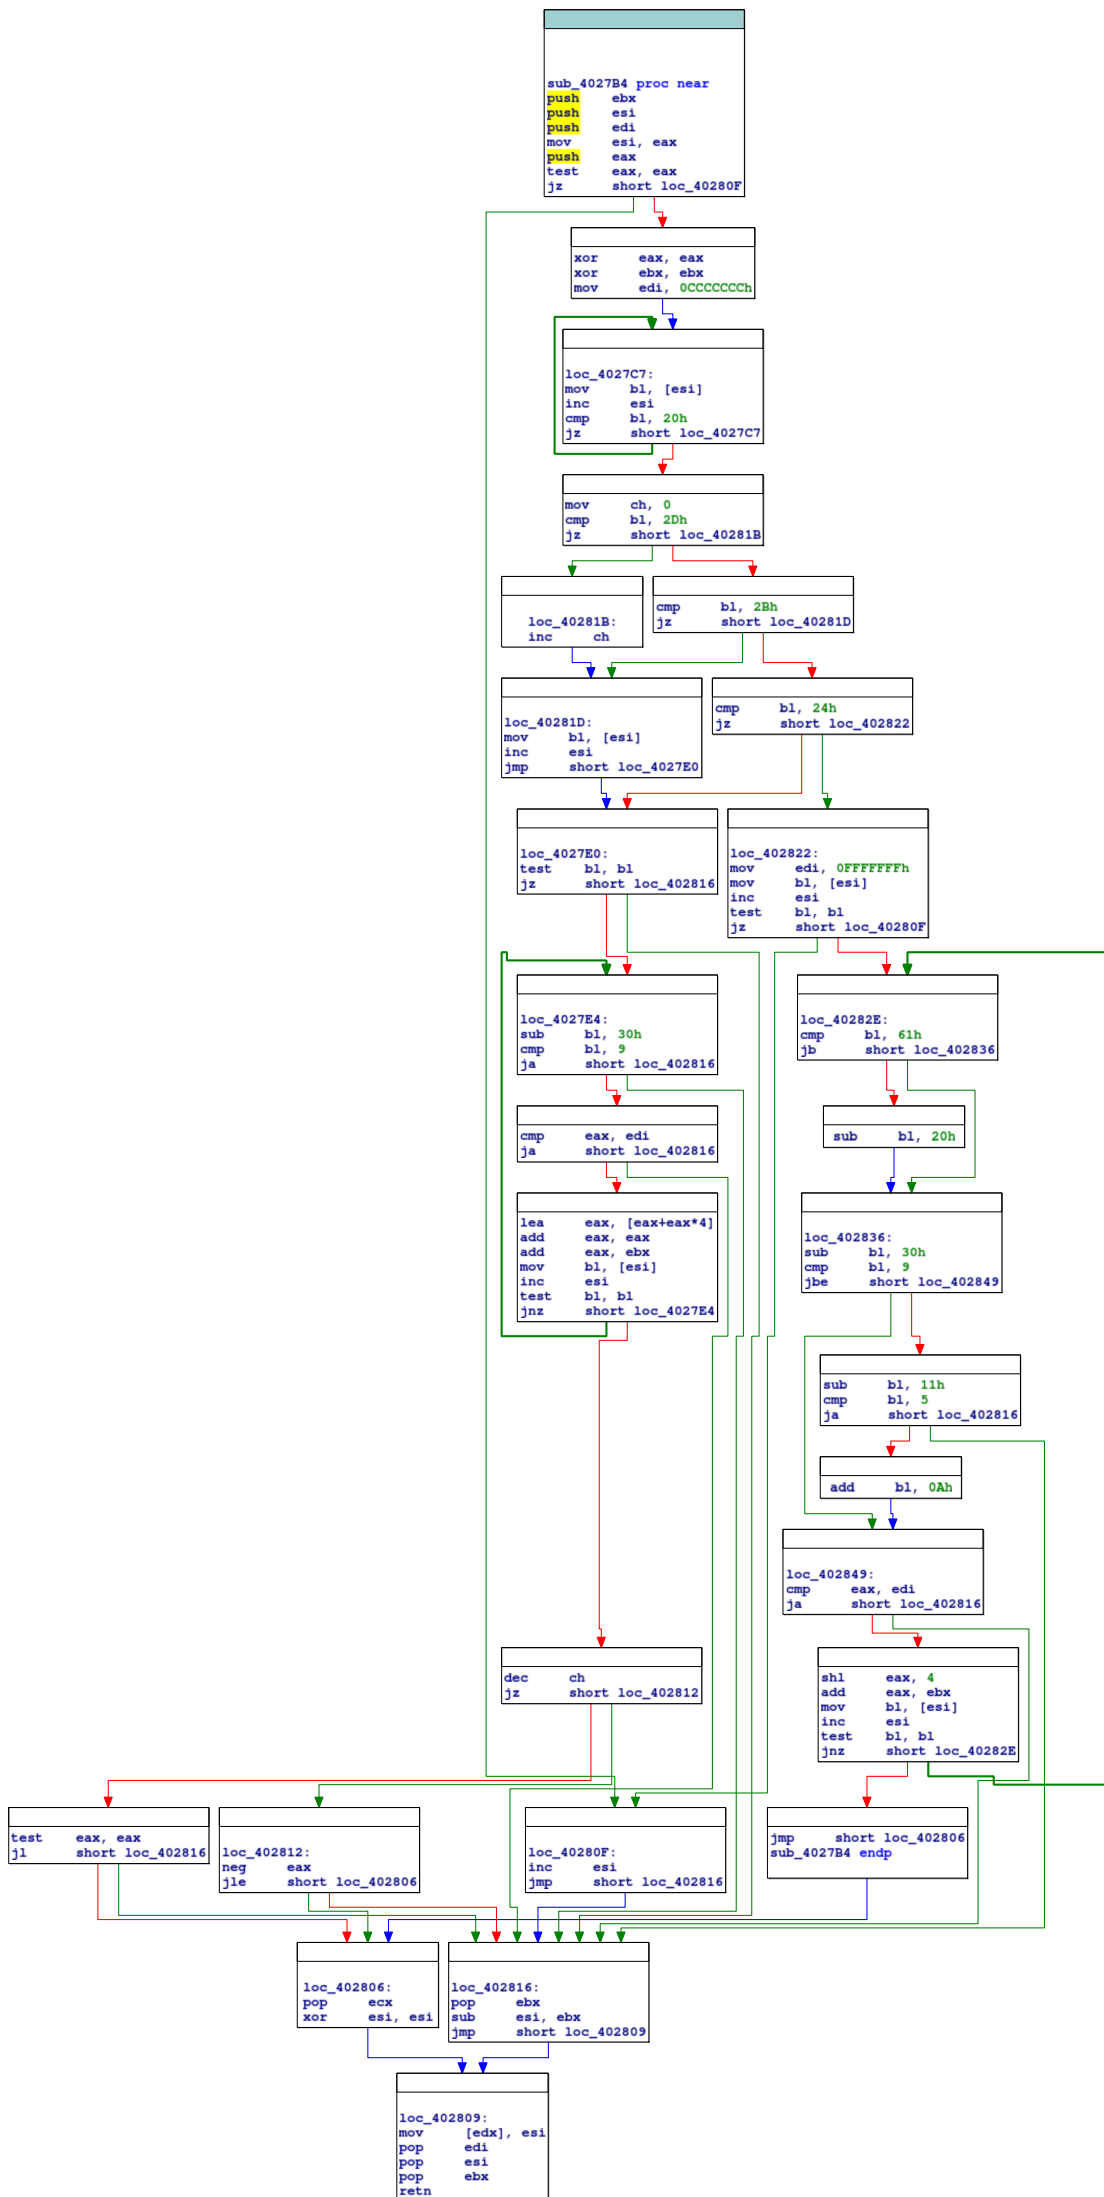 sub_4027B4 proc near
push ebx
push esi
push edi
mov esi, eax
push eax
test eax, eax
jz short loc_40280F
xor eax, eax
xor ebx, ebx
mov edi, 0CCCCCCCh
loc_4027C7:
mov bl, [esi]
inc esi
cmp bl, 20h
jz short loc_4027C7
mov ch, 0
cmp bl, 2Dh
jz short loc_40281B
loc_40281B:
inc ch
cmp bl, 2Bh
jz short loc_40281D
loc_40281D:
mov bl, [esi]
inc esi
jmp short loc_4027E0
cmp bl, 24h
jz short loc_402822
loc_4027E0:
test bl, bl
jz short loc_402816
loc_402822:
mov edi, 0FFFFFFFh
mov bl, [esi]
inc esi
test bl, bl
jz short loc_40280F
loc_4027E4:
sub bl, 30h
cmp bl, 9
ja short loc_402816
loc_40282E:
cmp bl, 61h
jb short loc_402836
cmp eax, edi
ja short loc_402816
sub bl, 20h
lea eax, [eax+eax*4]
add eax, eax
add eax, ebx
mov bl, [esi]
inc esi
test bl, bl
jnz short loc_4027E4
loc_402836:
sub bl, 30h
cmp bl, 9
jbe short loc_402849
sub bl, 11h
cmp bl, 5
ja short loc_402816
add bl, 0Ah
loc_402849:
cmp eax, edi
ja short loc_402816
dec ch
jz short loc_402812
shl eax, 4
add eax, ebx
mov bl, [esi]
inc esi
test bl, bl
jnz short loc_40282E
test eax, eax
jl short loc_402816
loc_402812:
neg eax
jle short loc_402806
loc_40280F:
inc esi
jmp short loc_402816
jmp short loc_402806
sub_4027B4 endp
loc_402806:
pop ecx
xor esi, esi
loc_402816:
pop ebx
sub esi, ebx
jmp short loc_402809
loc_402809:
mov [edx], esi
pop edi
pop esi
pop ebx
retn